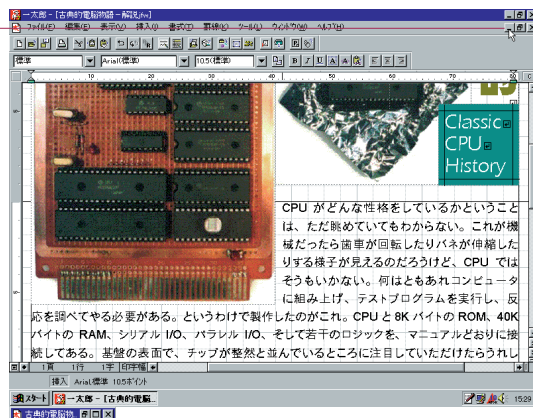 一太郎 - [古典的電脳物語 - 解説.jfw]
ファイル(F) 編集(E) 表示(V) 挿入(I) 書式(T) 罫線(K) ツール(L) ウィンドウ(W) ヘルプ(H)
標準 Arial(標準) 10.5(標準) B I U A A
10 20 30 40 50 60 70 80
Classic
CPU
History
CPU がどんな性格をしているかということ
は、ただ眺めていてもわからない。これが機
械だったら歯車が回転したりバネが伸縮した
りする様子が見えるのだろうけど、CPU では
そうもいかない。何はともあれコンピュータ
に組み上げ、テストプログラムを実行し、反
応を調べてやる必要がある。というわけで製作したのがこれ。CPU と 8K バイトの ROM、40K
バイトの RAM、シリアル I/O、パラレル I/O、そして若干のロジックを、マニュアルどおりに接
続してある。基盤の表面で、チップが整然と並んでいるところに注目していただけたらうれし
1頁 1行 1字 印字幅
挿入 Arial 標準 10.5ポイント
スタート 一太郎 - [古典的電脳... 15:29
古典的電脳物...